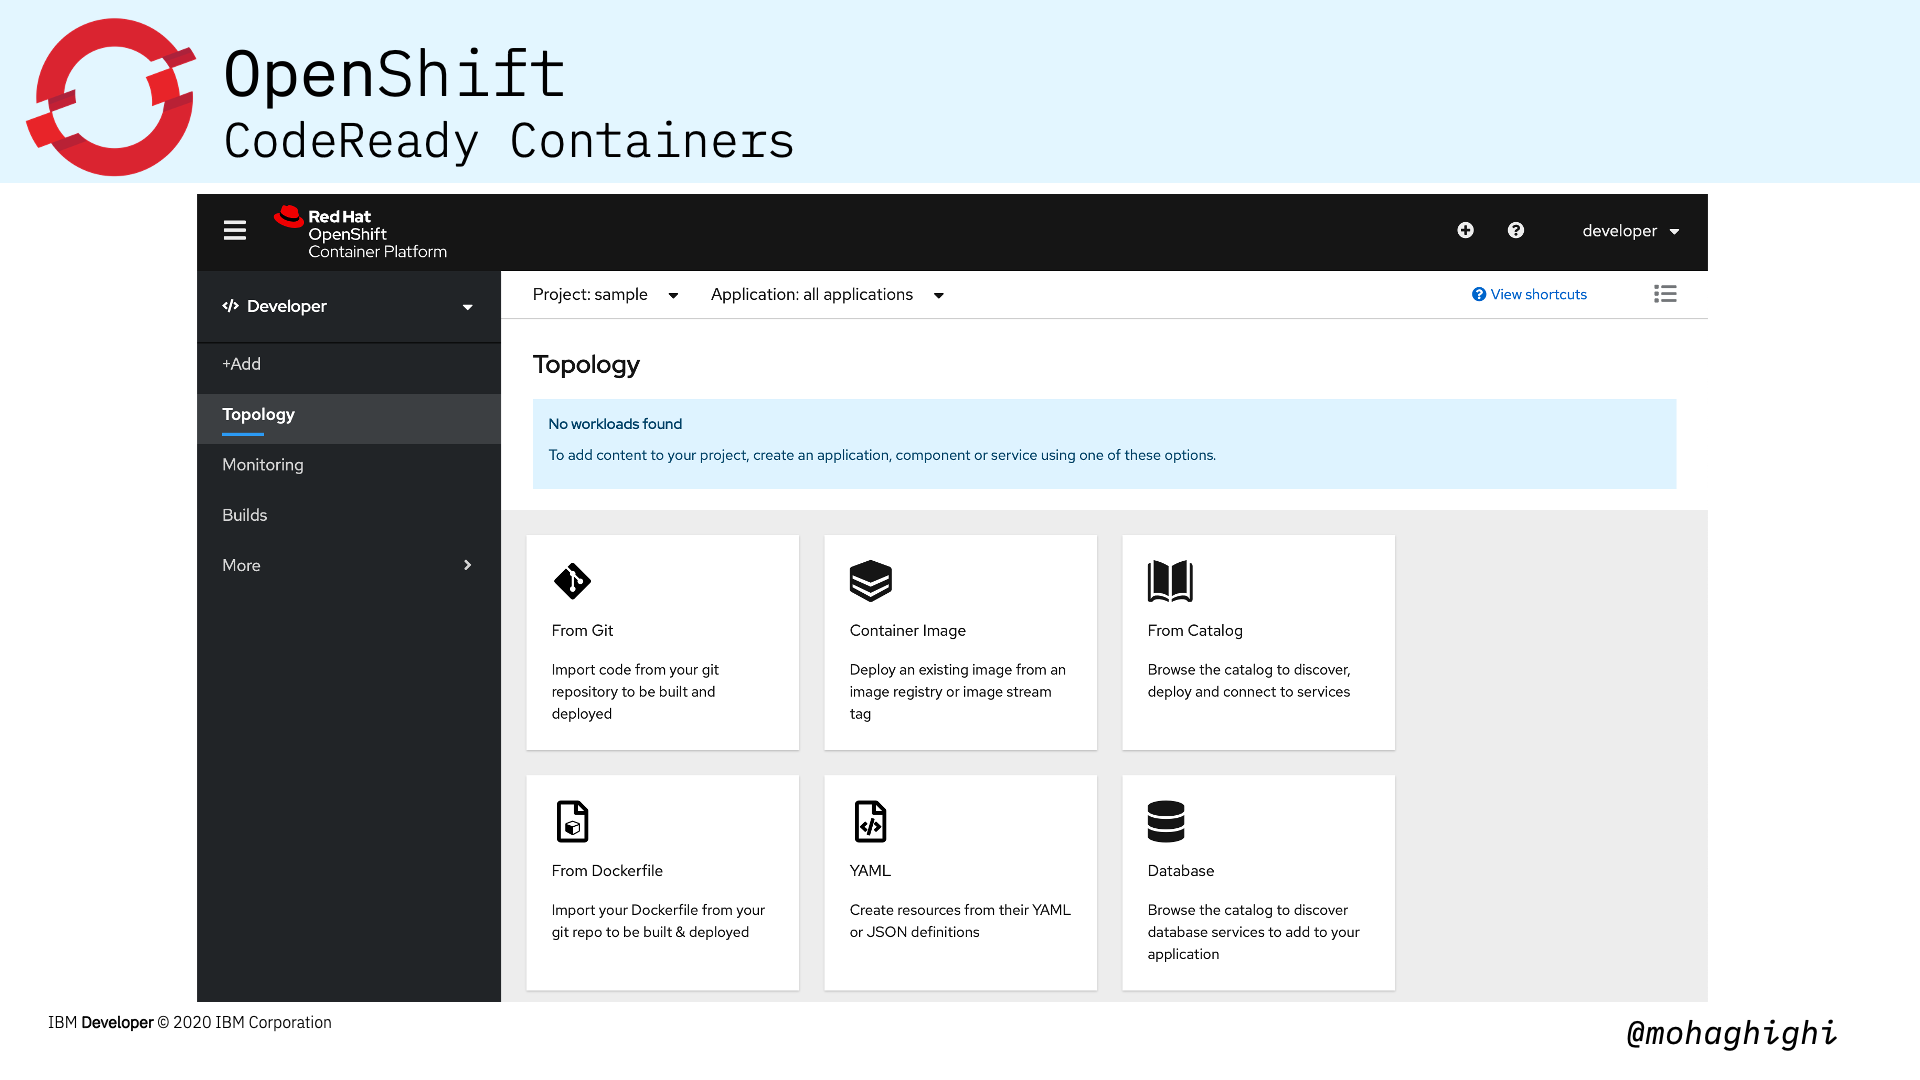 OpenShift
CodeReady Containers
Red Hat
OpenShift
Container Platform
developer
Developer
Project: sample
Application: all applications
View shortcuts
+Add
Topology
Monitoring
Builds
More
Topology
No workloads found
To add content to your project, create an application, component or service using one of these options.
From Git
Import code from your git
repository to be built and
deployed
Container Image
Deploy an existing image from an
image registry or image stream
tag
From Catalog
Browse the catalog to discover,
deploy and connect to services
From Dockerfile
Import your Dockerfile from your
git repo to be built & deployed
YAML
Create resources from their YAML
or JSON definitions
Database
Browse the catalog to discover
database services to add to your
application
IBM Developer © 2020 IBM Corporation
@mohaghighi